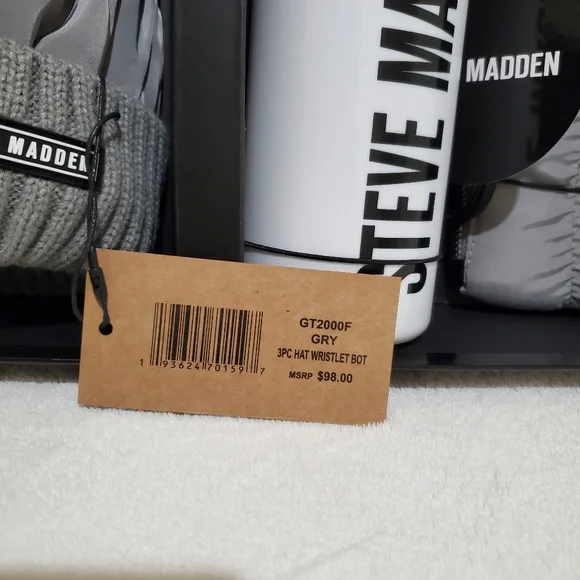 MADDEN
STEVE MA
MADDEN
GT2000F
GRY
3PC HAT WRISTLET BOT
MSRP $98.00
1 93624 70159 7